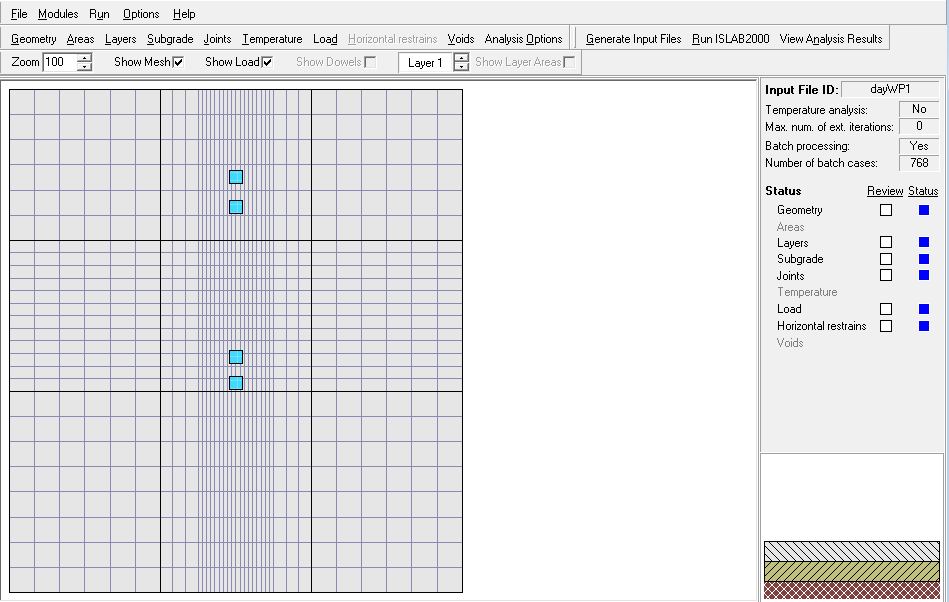 File Modules Run Options Help
Geometry Areas Layers Subgrade Joints Temperature Load Horizontal restrains Voids Analysis Options Generate Input Files Run ISLAB2000 View Analysis Results
Zoom 100 Show Mesh Show Load Show Dowels Layer 1 Show Layer Areas
Input File ID: dayWP1
Temperature analysis: No
Max. num. of ext. iterations: 0
Batch processing: Yes
Number of batch cases: 768
Status Review Status
Geometry
Areas
Layers
Subgrade
Joints
Temperature
Load
Horizontal restrains
Voids